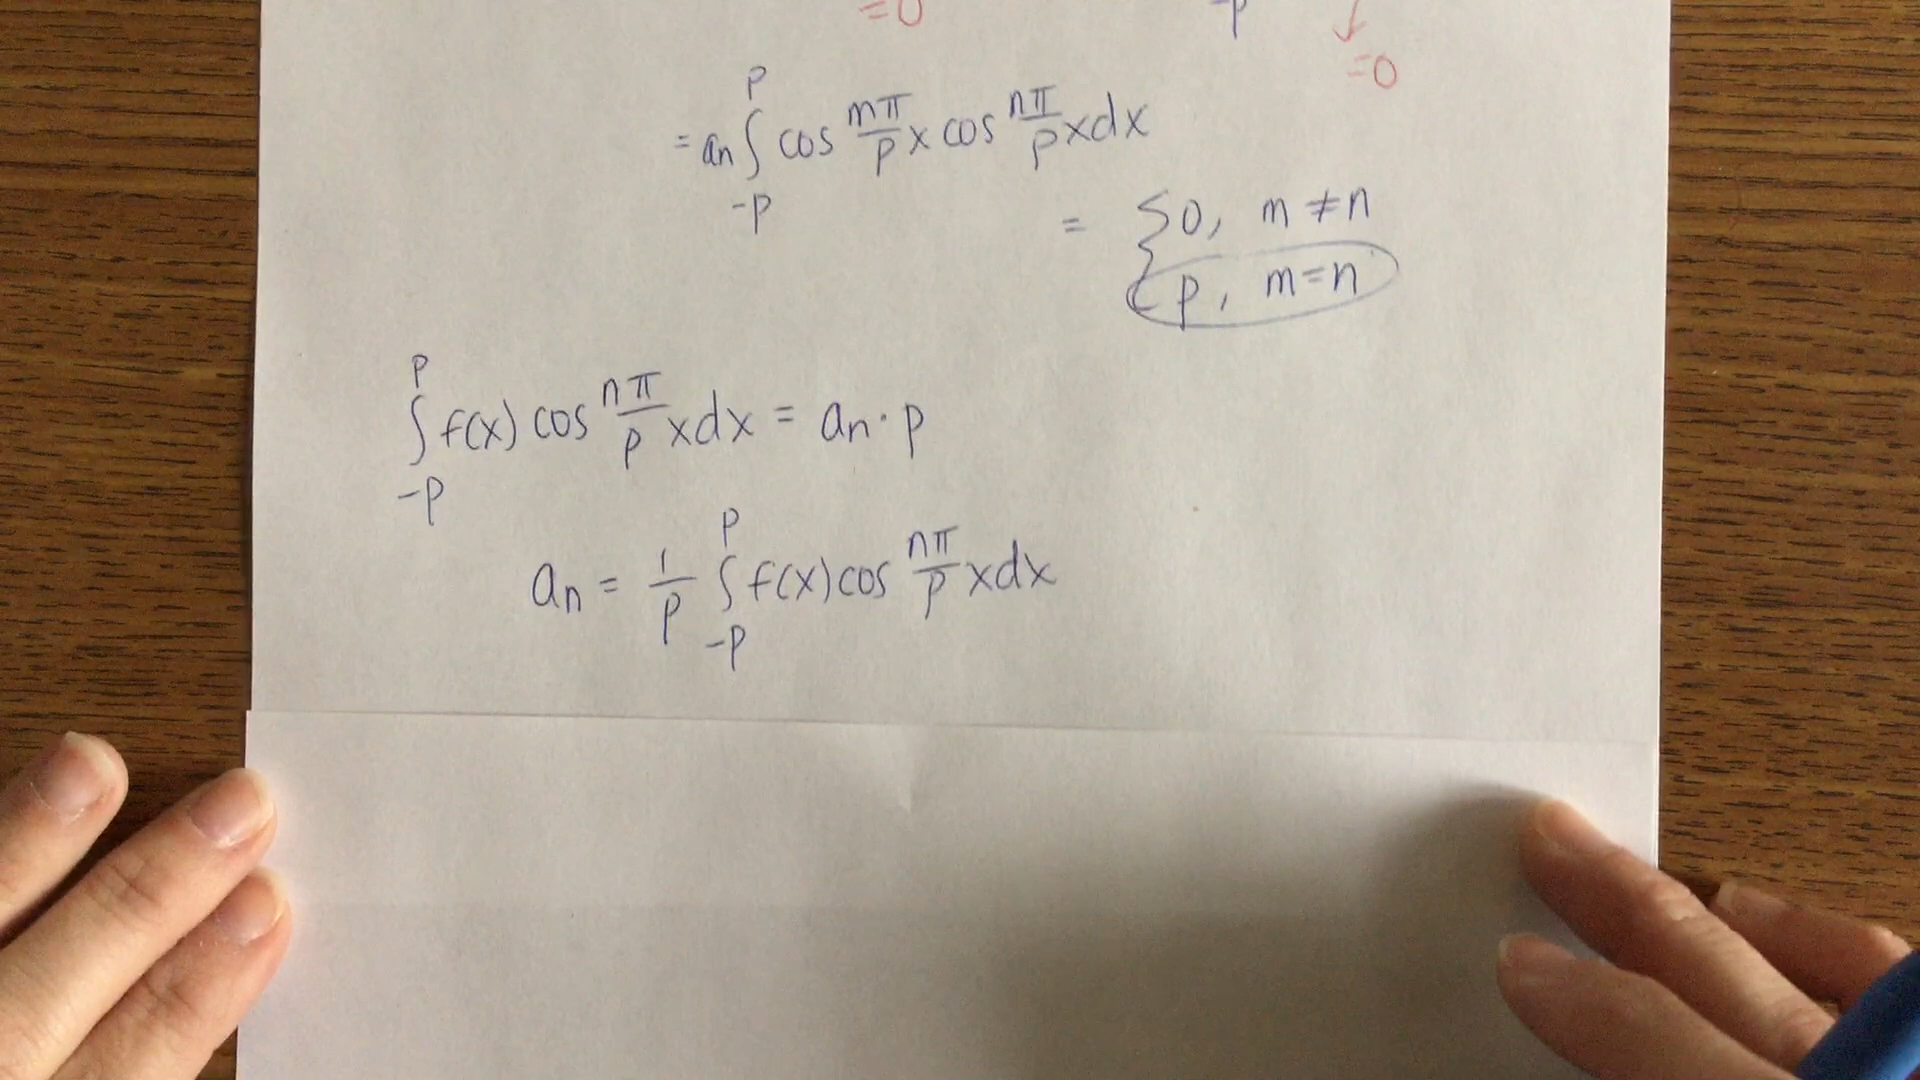 =0 -p
=0
= an ∫_{-p}^{p} cos mπ/p x cos nπ/p x dx
= { 0, m ≠ n
p, m=n
∫_{-p}^{p} f(x) cos nπ/p x dx = an · p
an = 1/p ∫_{-p}^{p} f(x) cos nπ/p x dx